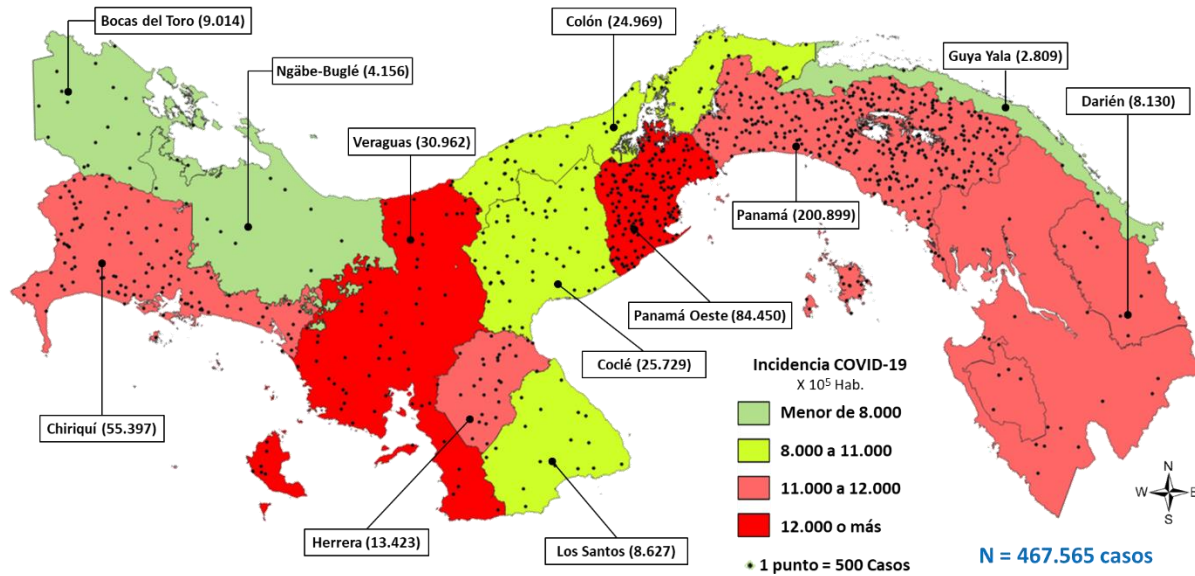 Bocas del Toro (9.014)
Colón (24.969)
Ngäbe-Buglé (4.156)
Guya Yala (2.809)
Darién (8.130)
Veraguas (30.962)
Panamá (200.899)
Panamá Oeste (84.450)
Coclé (25.729)
Chiriquí (55.397)
Herrera (13.423)
Los Santos (8.627)
Incidencia COVID-19
X 10⁵ Hab.
Menor de 8.000
8.000 a 11.000
11.000 a 12.000
12.000 o más
1 punto = 500 Casos
N
W E
S
N = 467.565 casos